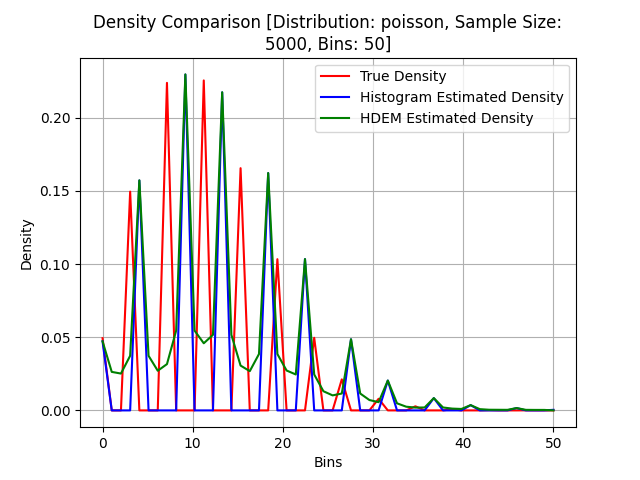 Density Comparison [Distribution: poisson, Sample Size:
5000, Bins: 50]
True Density
Histogram Estimated Density
HDEM Estimated Density
Density
0.20
0.15
0.10
0.05
0.00
0 10 20 30 40 50
Bins